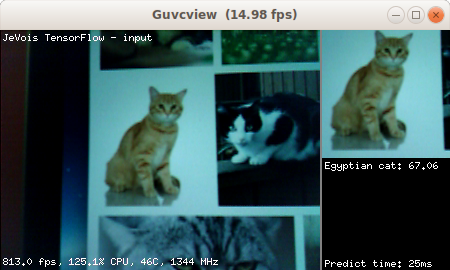 Guvcview  (14.98 fps)
JeVois TensorFlow - input
Egyptian cat: 67.06
813.0 fps, 125.1% CPU, 46C, 1344 MHz
Predict time: 25ms